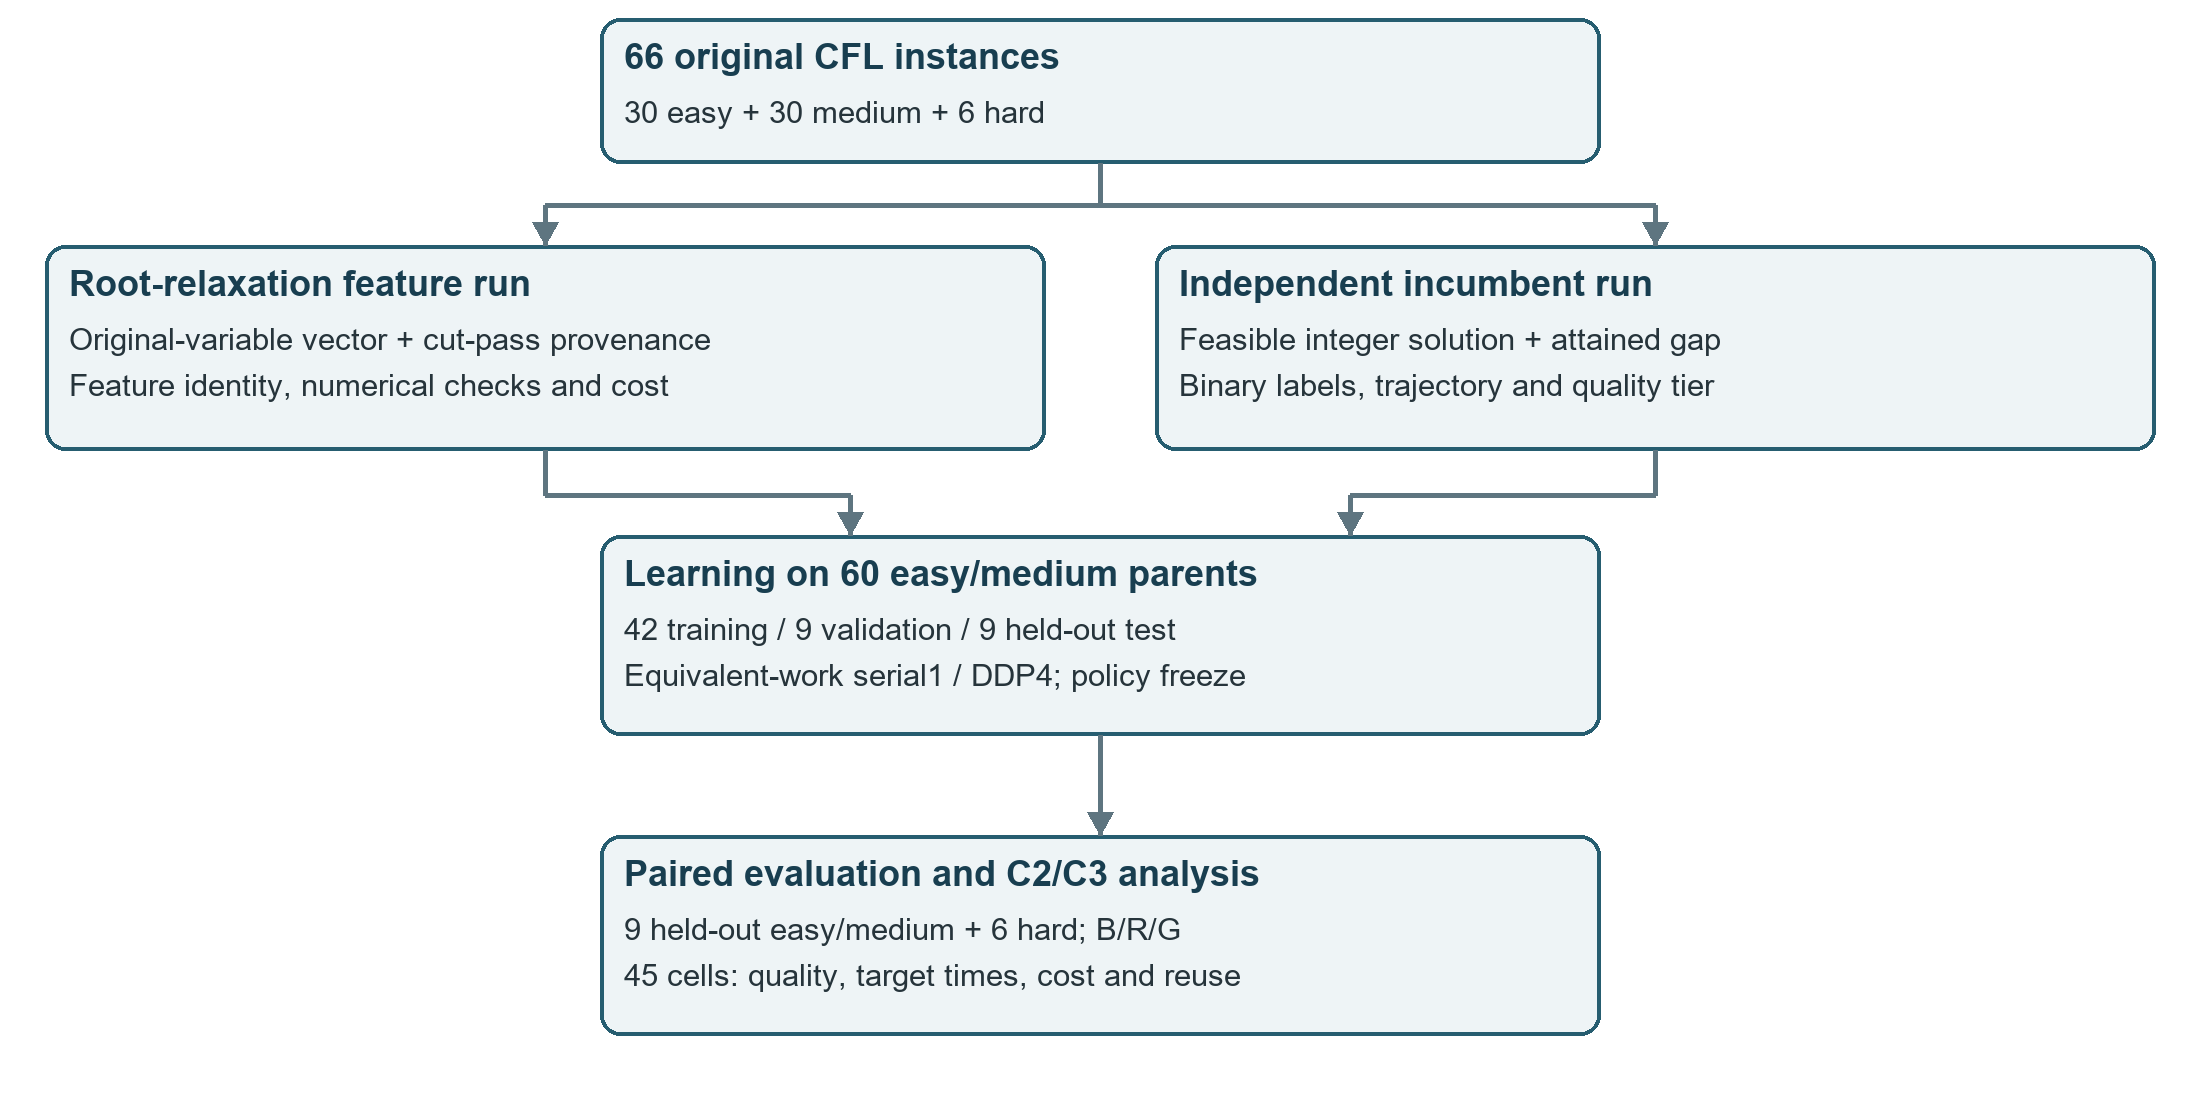 66 original CFL instances
30 easy + 30 medium + 6 hard
Root-relaxation feature run
Original-variable vector + cut-pass provenance
Feature identity, numerical checks and cost
Independent incumbent run
Feasible integer solution + attained gap
Binary labels, trajectory and quality tier
Learning on 60 easy/medium parents
42 training / 9 validation / 9 held-out test
Equivalent-work serial1 / DDP4; policy freeze
Paired evaluation and C2/C3 analysis
9 held-out easy/medium + 6 hard; B/R/G
45 cells: quality, target times, cost and reuse